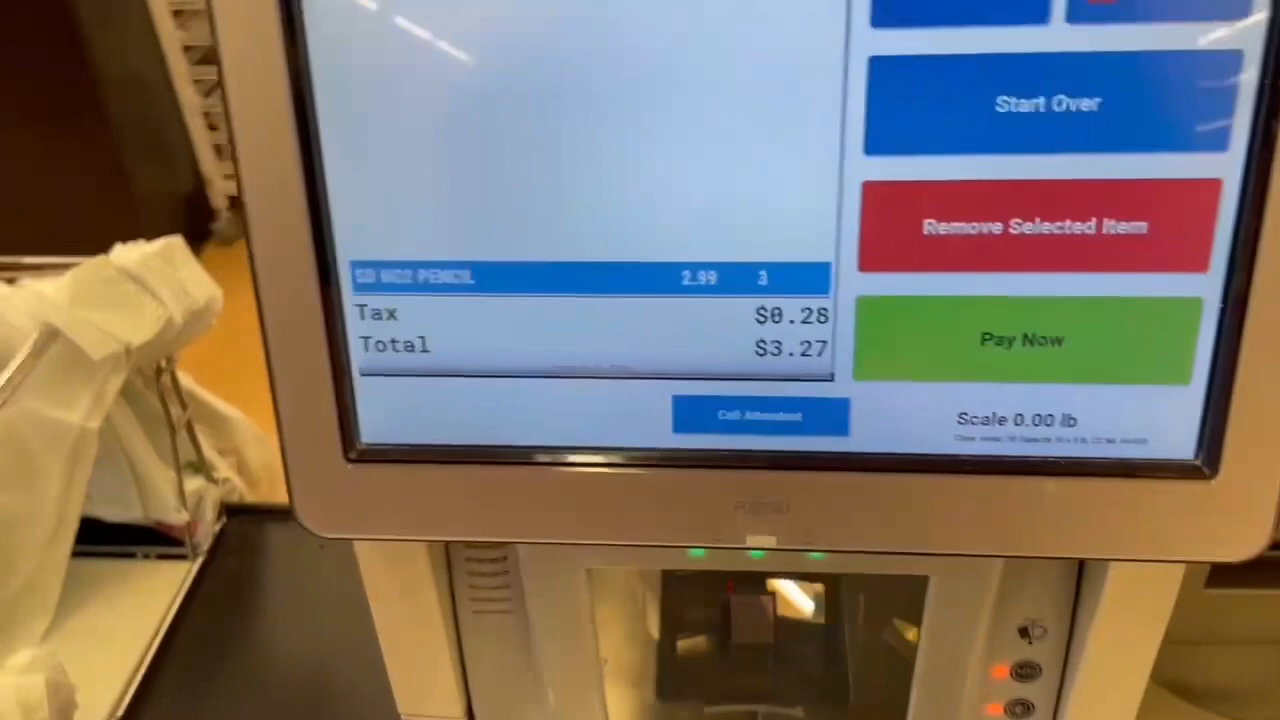 Start Over
Remove Selected Item
SD NO2 PENCIL 2.99 3
Tax $0.28
Total $3.27
Pay Now
Call Attendant
Scale 0.00 lb
FUJITSU